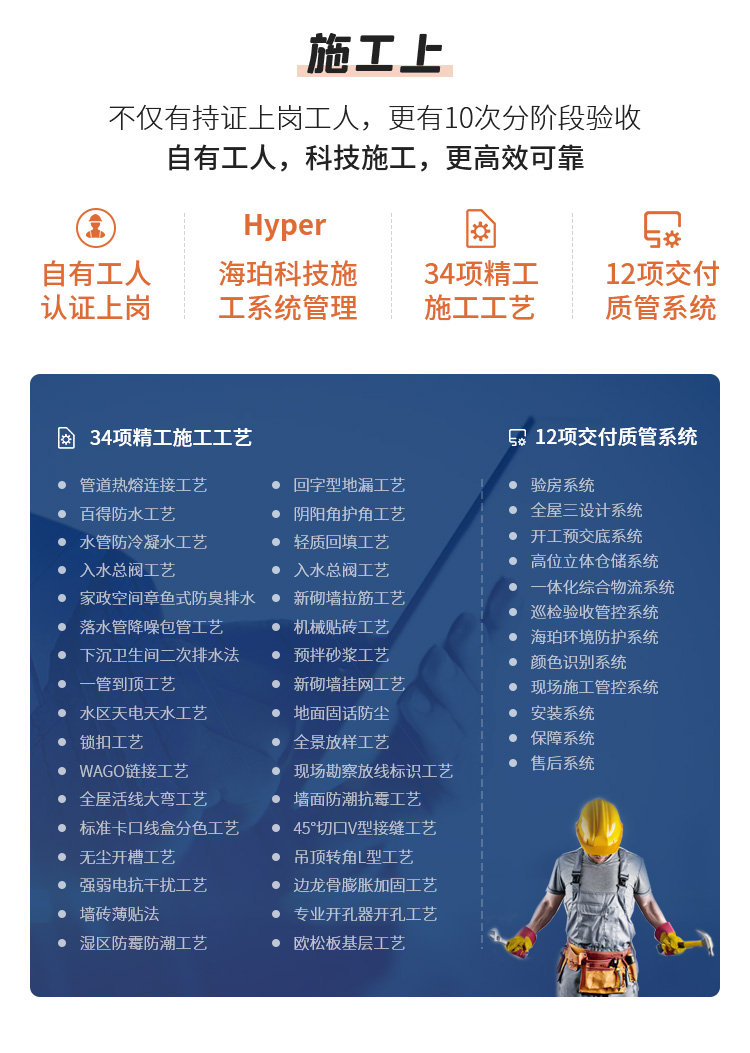 施工上
不仅有持证上岗工人，更有10次分阶段验收
自有工人，科技施工，更高效可靠
自有工人
认证上岗
Hyper
海珀科技施
工系统管理
34项精工
施工工艺
12项交付
质管系统
34项精工施工工艺
管道热熔连接工艺
百得防水工艺
水管防冷凝水工艺
入水总阀工艺
家政空间章鱼式防臭排水
落水管降噪包管工艺
下沉卫生间二次排水法
一管到顶工艺
水区天电天水工艺
锁扣工艺
WAGO链接工艺
全屋活线大弯工艺
标准卡口线盒分色工艺
无尘开槽工艺
强弱电抗干扰工艺
墙砖薄贴法
湿区防霉防潮工艺
回字型地漏工艺
阴阳角护角工艺
轻质回填工艺
入水总阀工艺
新砌墙拉筋工艺
机械贴砖工艺
预拌砂浆工艺
新砌墙挂网工艺
地面固话防尘
全景放样工艺
现场勘察放线标识工艺
墙面防潮抗霉工艺
45°切口V型接缝工艺
吊顶转角L型工艺
边龙骨膨胀加固工艺
专业开孔器开孔工艺
欧松板基层工艺
12项交付质管系统
验房系统
全屋三设计系统
开工预交底系统
高位立体仓储系统
一体化综合物流系统
巡检验收管控系统
海珀环境防护系统
颜色识别系统
现场施工管控系统
安装系统
保障系统
售后系统